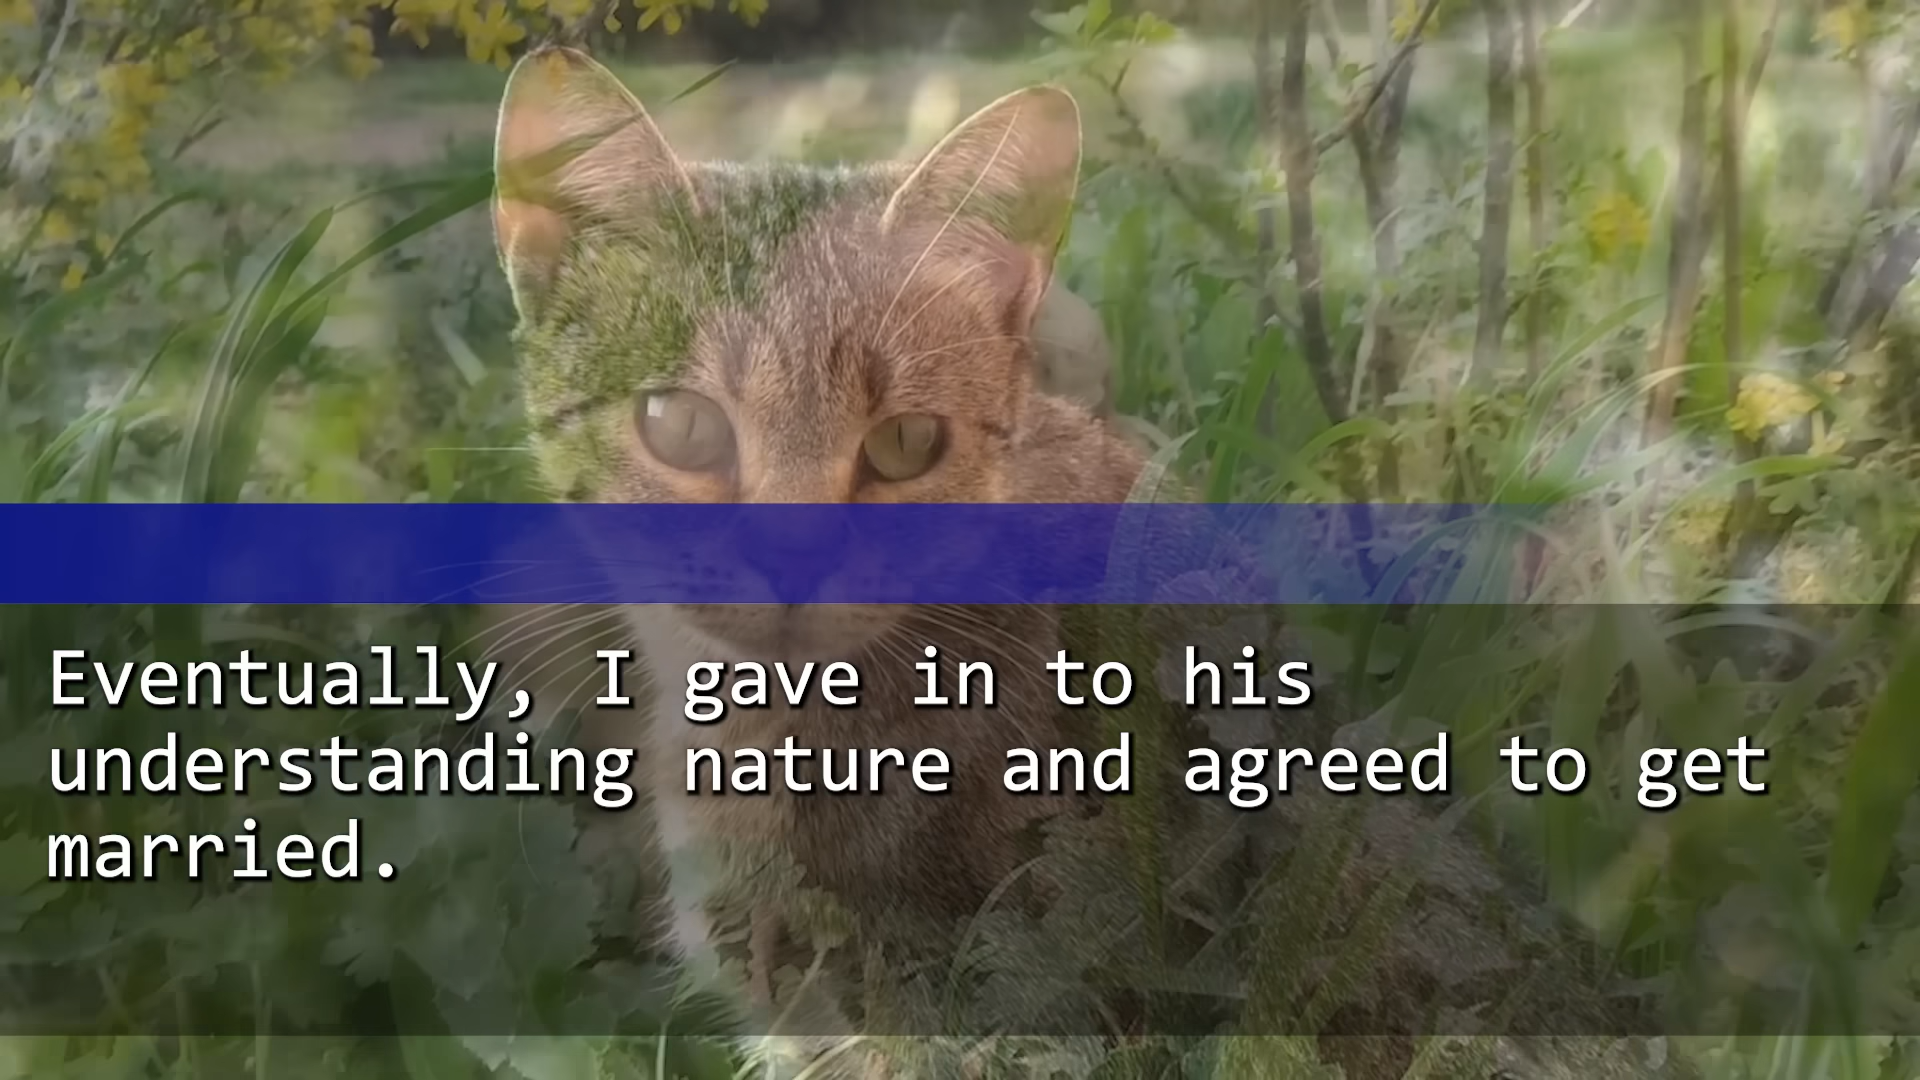 Eventually, I gave in to his
understanding nature and agreed to get
married.